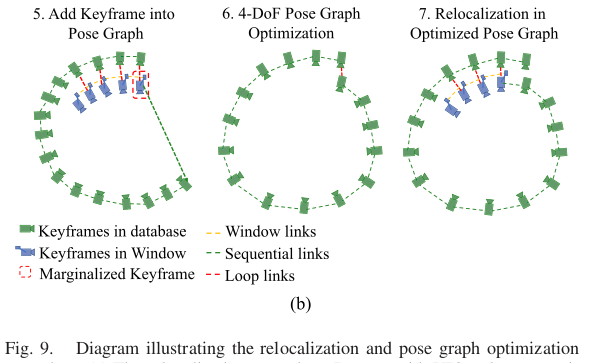 5. Add Keyframe into
Pose Graph
6. 4-DoF Pose Graph
Optimization
7. Relocalization in
Optimized Pose Graph
Keyframes in database
Keyframes in Window
Marginalized Keyframe
Window links
Sequential links
Loop links
(b)
Fig. 9. Diagram illustrating the relocalization and pose graph optimization